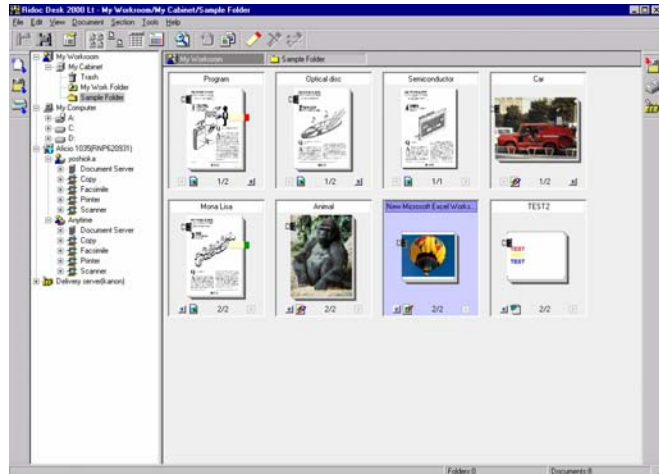 Ridoc Desk 2000 Lt - My Workroom/My Cabinet/Sample Folder
File Edit View Document Section Tools Help
My Workroom
My Cabinet
Trash
My Work Folder
Sample Folder
My Computer
A:
C:
D:
Aficio 1035(RNP620931)
yoshioka
Document Server
Copy
Facsimile
Printer
Scanner
Anytime
Document Server
Copy
Facsimile
Printer
Scanner
Delivery server(kanon)
My Workroom
Sample Folder
Program
Optical disc
Semiconductor
Car
1/2
1/2
1/1
1/2
Mona Lisa
Animal
New Microsoft Excel Works...
TEST2
TEST
TEST
2/2
2/2
2/2
2/2
Folders:0
Documents:8